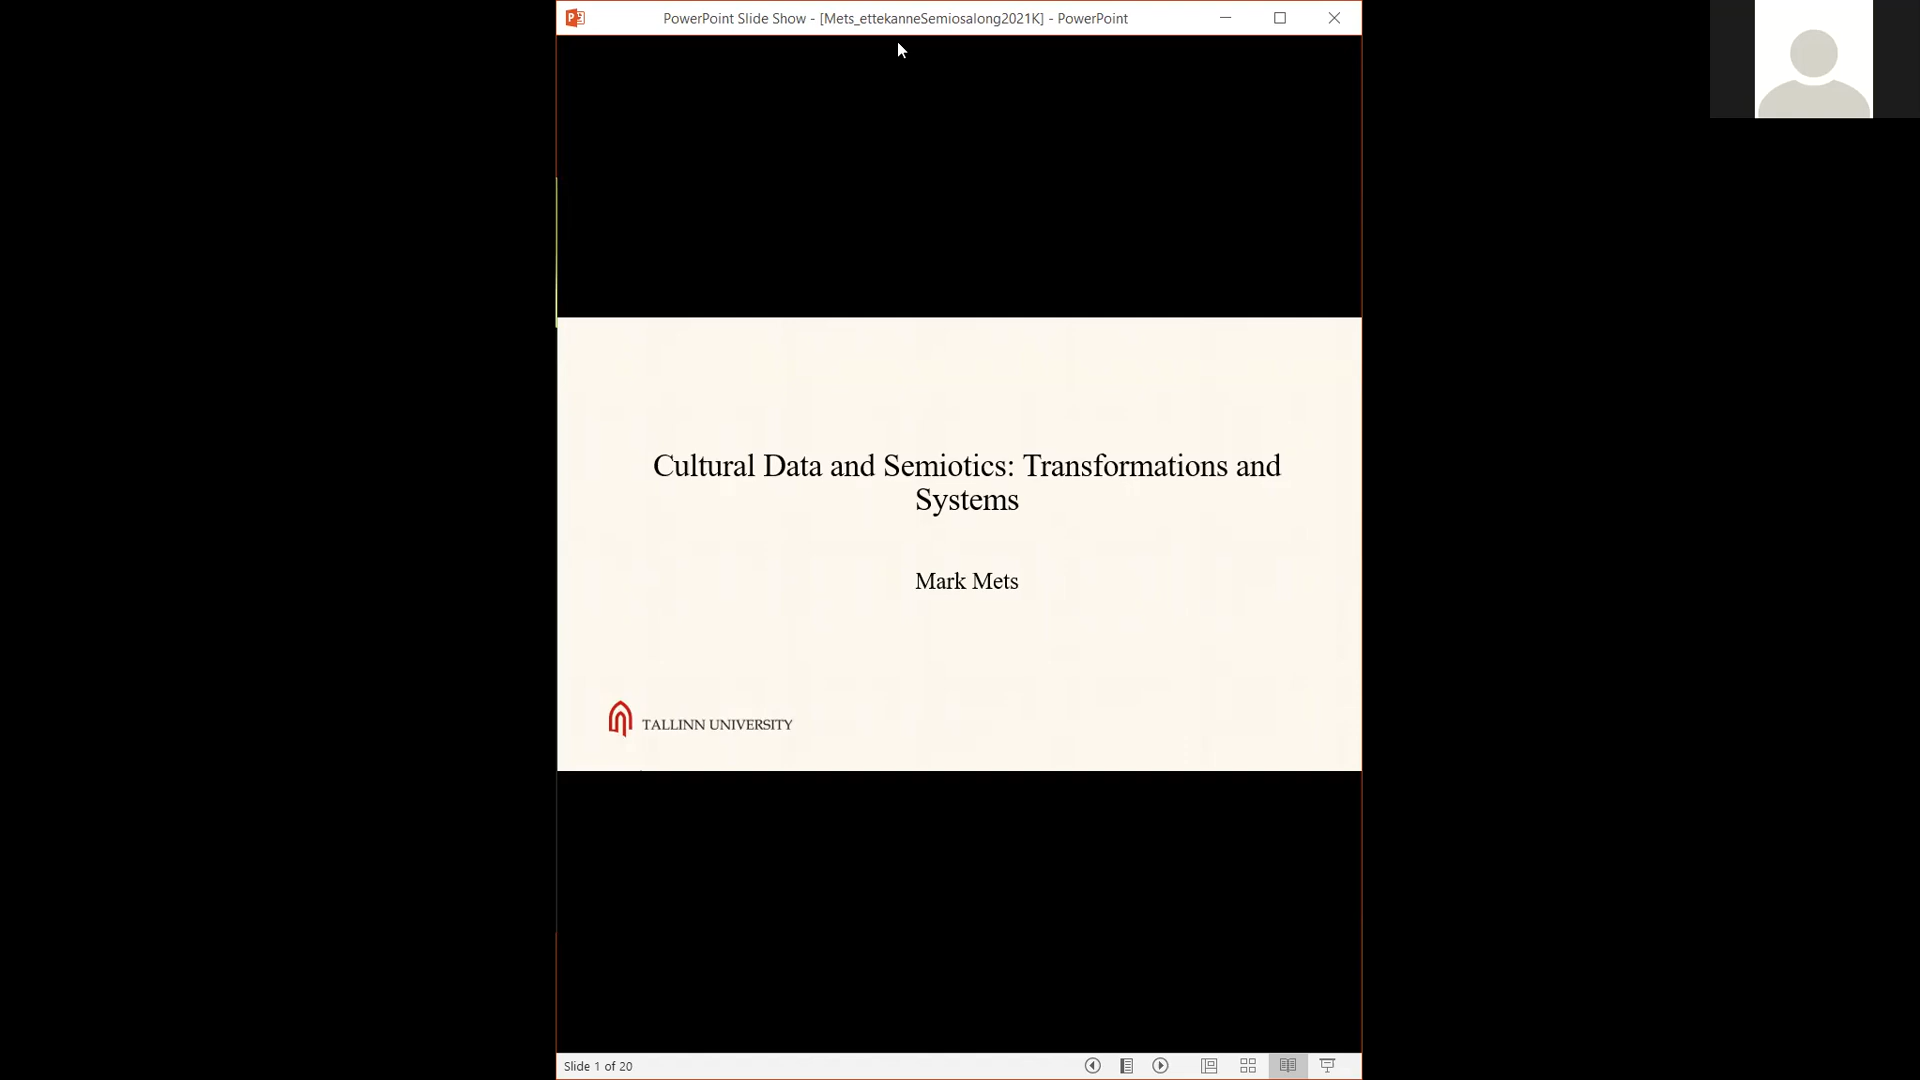 PowerPoint Slide Show - [Mets_ettekanneSemiosalong2021K] - PowerPoint
Cultural Data and Semiotics: Transformations and
Systems
Mark Mets
TALLINN UNIVERSITY
Slide 1 of 20